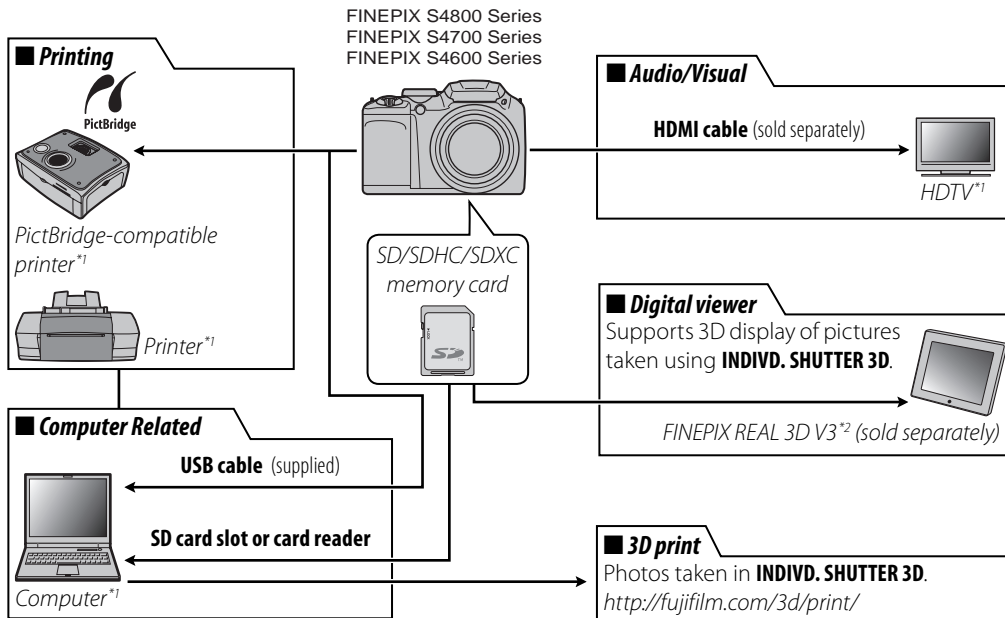 FINEPIX S4800 Series
FINEPIX S4700 Series
FINEPIX S4600 Series
■ Printing
PictBridge
PictBridge-compatible
printer*1
Printer*1
■ Computer Related
USB cable (supplied)
SD card slot or card reader
Computer*1
SD/SDHC/SDXC
memory card
SD
■ Audio/Visual
HDMI cable (sold separately)
HDTV*1
■ Digital viewer
Supports 3D display of pictures
taken using INDIVD. SHUTTER 3D.
FINEPIX REAL 3D V3*2 (sold separately)
■ 3D print
Photos taken in INDIVD. SHUTTER 3D.
http://fujifilm.com/3d/print/